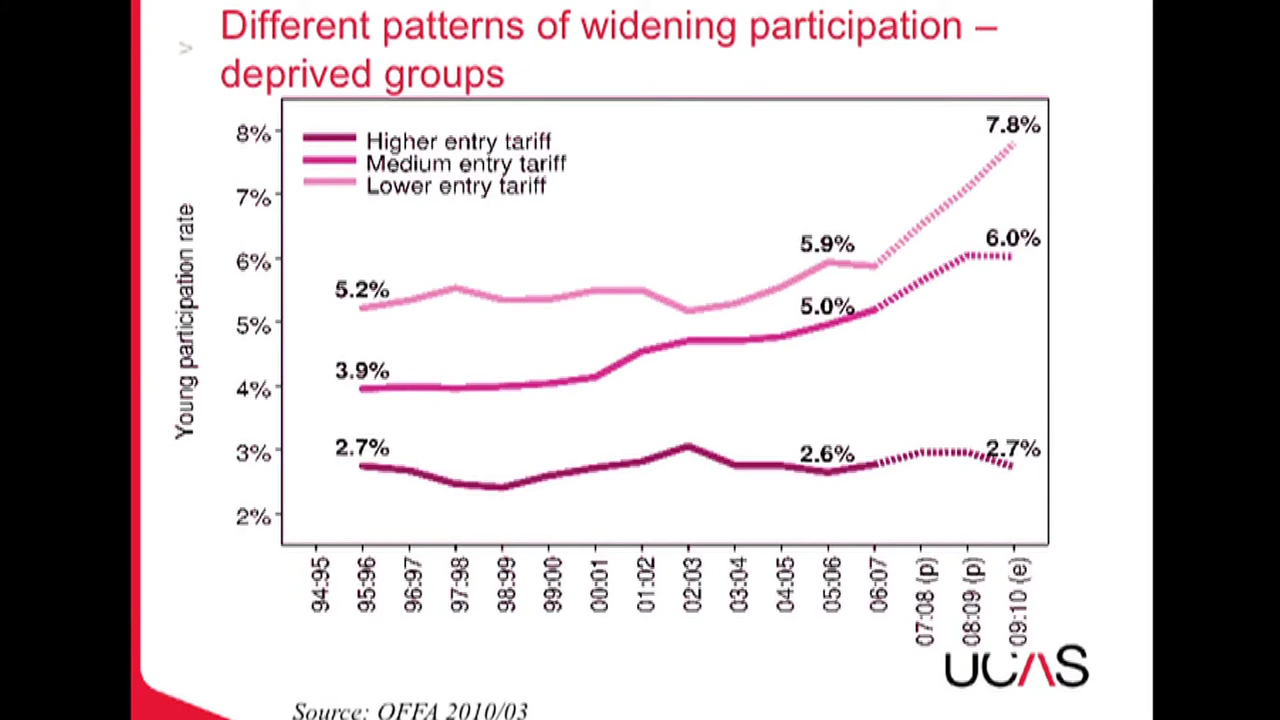 Different patterns of widening participation –
deprived groups
Higher entry tariff
Medium entry tariff
Lower entry tariff
Young participation rate
8%
7%
6%
5%
4%
3%
2%
7.8%
5.9%
6.0%
5.2%
5.0%
3.9%
2.7%
2.6%
2.7%
94:95
95:96
96:97
97:98
98:99
99:00
00:01
01:02
02:03
03:04
04:05
05:06
06:07
07:08 (p)
08:09 (p)
09:10 (e)
UCAS
Source: OFFA 2010/03